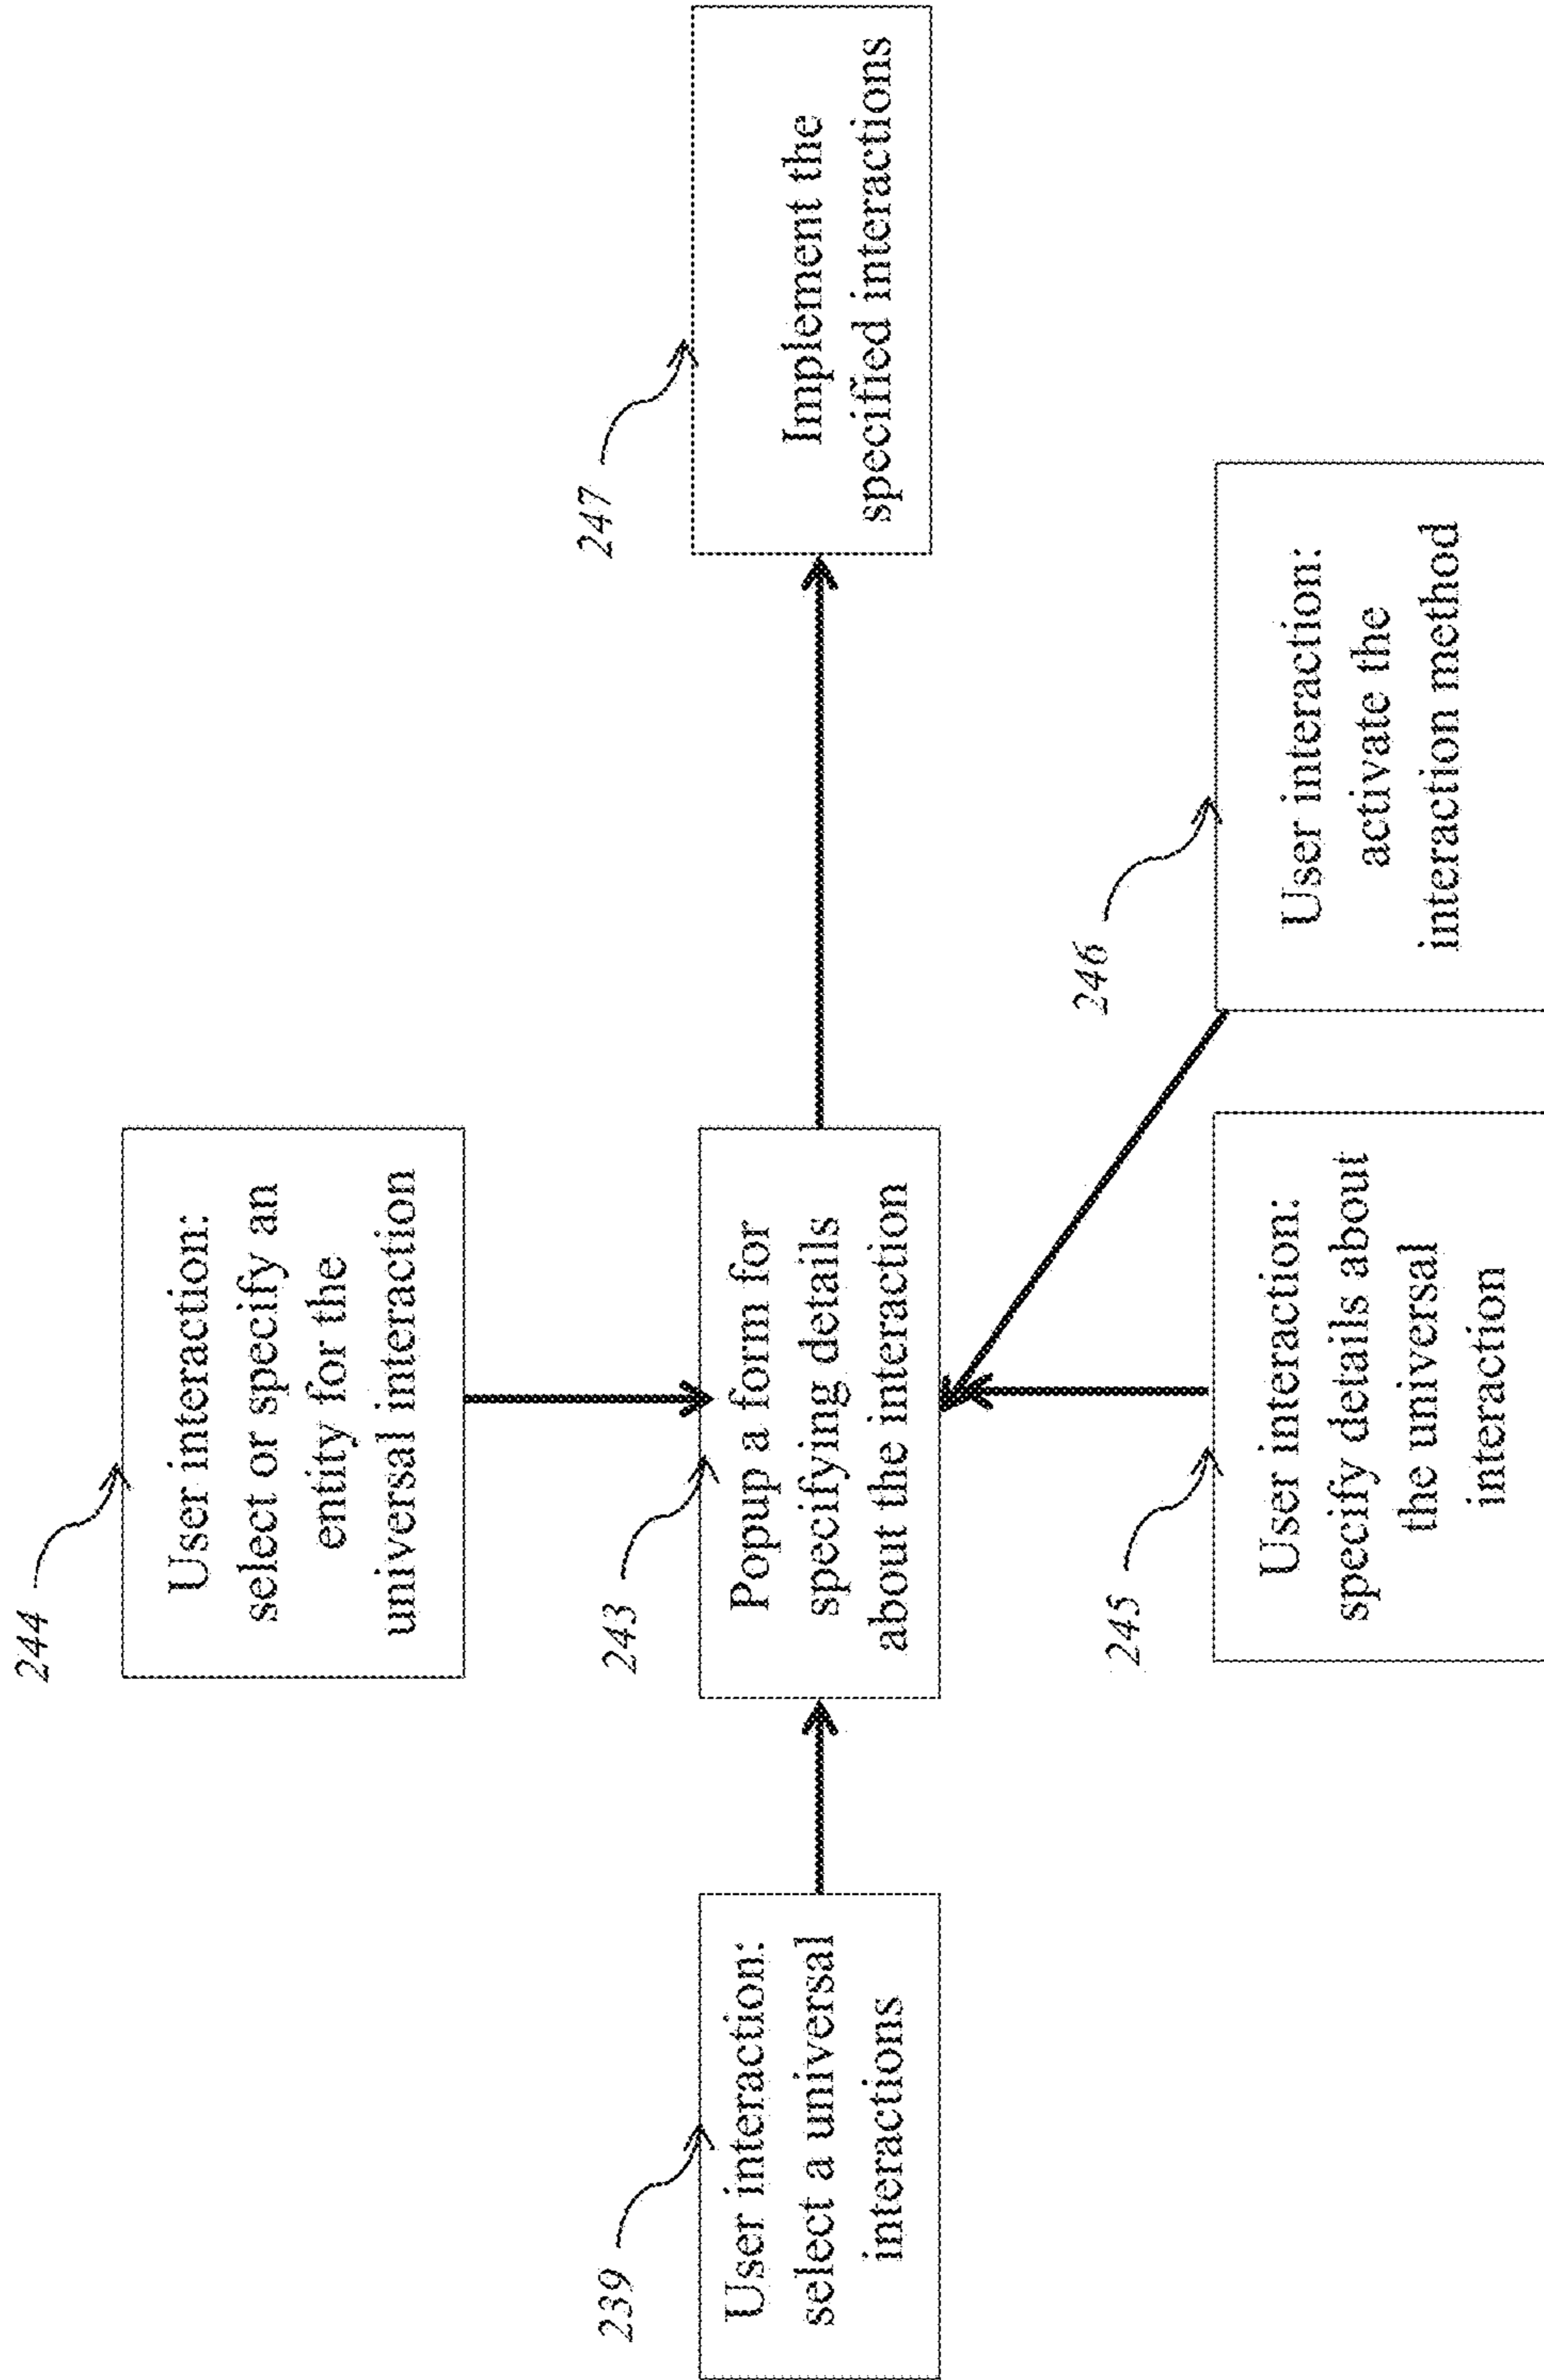 244
User interaction:
select or specify an
entity for the
universal interaction
239
User interaction:
select a universal
interactions
243
Popup a form for
specifying details
about the interaction
247
Implement the
specified interactions
245
User interaction:
specify details about
the universal
interaction
246
User interaction:
activate the
interaction method